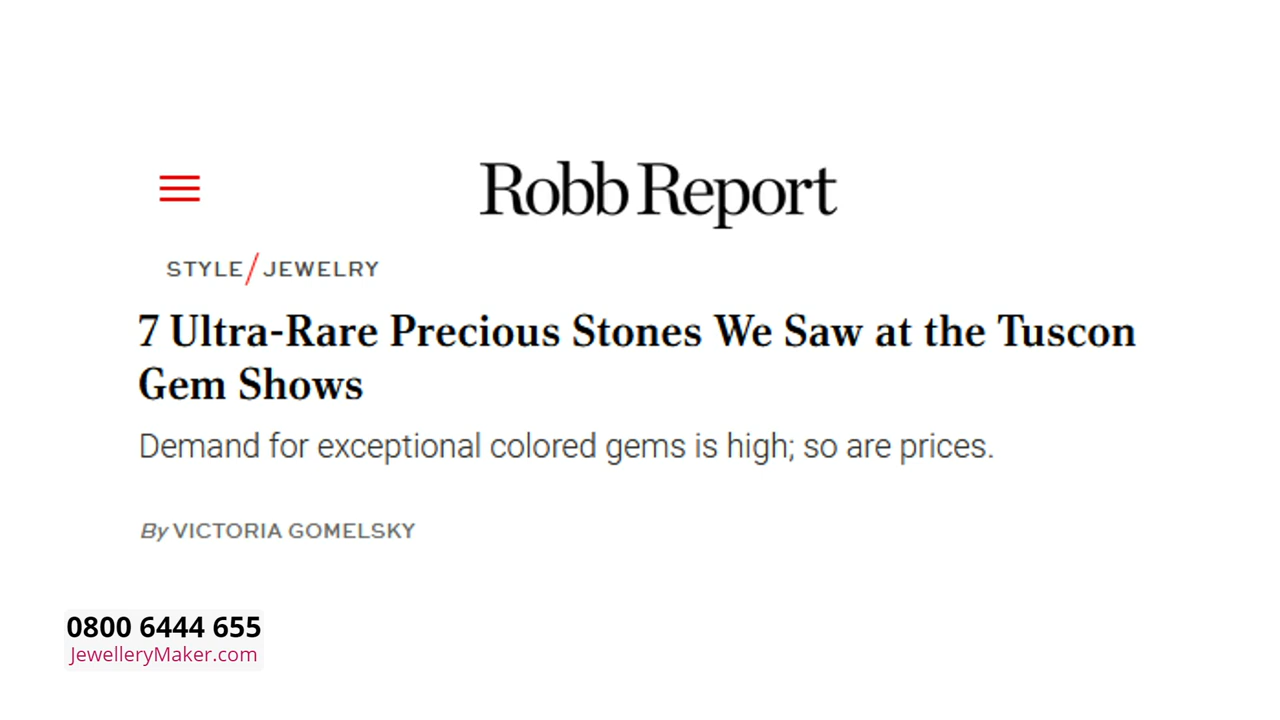 Robb Report
STYLE/JEWELRY
7 Ultra-Rare Precious Stones We Saw at the Tuscon
Gem Shows
Demand for exceptional colored gems is high; so are prices.
By VICTORIA GOMELSKY
0800 6444 655
JewelleryMaker.com